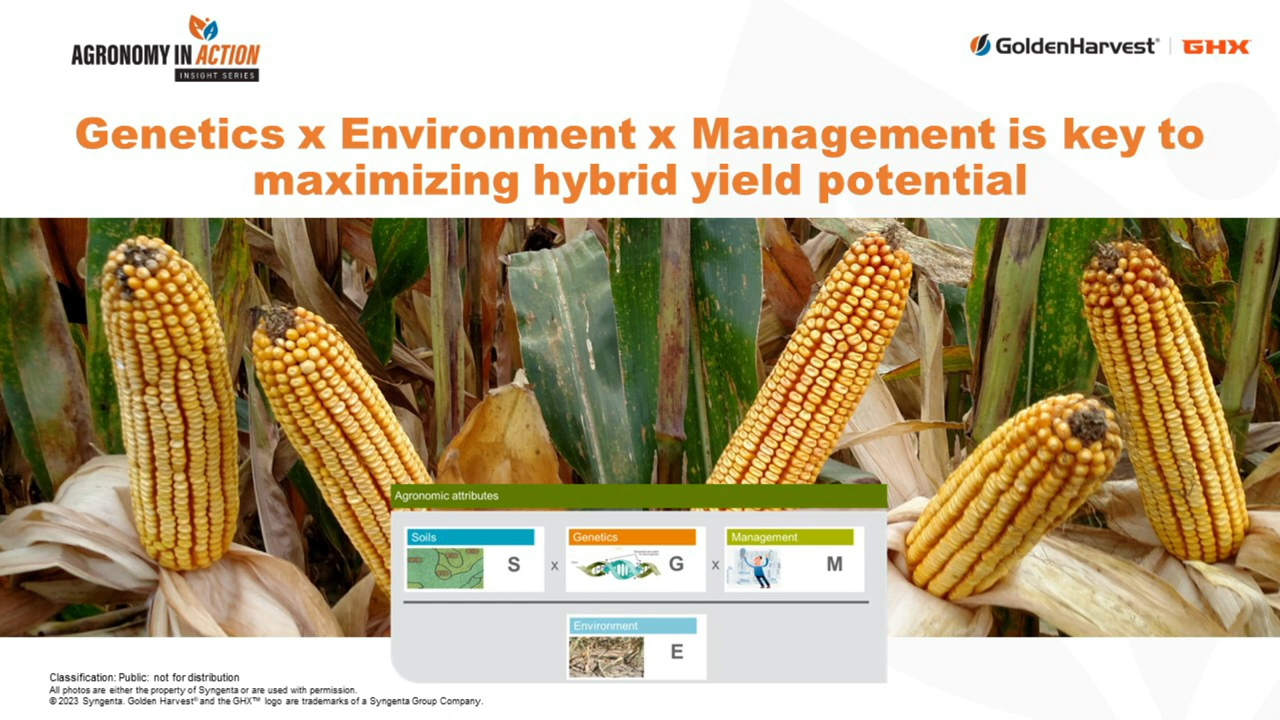 AGRONOMY IN ACTION
INSIGHT SERIES
GoldenHarvest® | GHX
Genetics x Environment x Management is key to
maximizing hybrid yield potential
Agronomic attributes
Soils
S
x
Genetics
G
x
Management
M
Environment
E
Classification: Public: not for distribution
All photos are either the property of Syngenta or are used with permission.
© 2023 Syngenta. Golden Harvest® and the GHX™ logo are trademarks of a Syngenta Group Company.